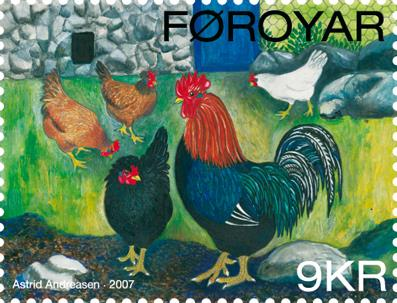 FØROYAR
Astrid Andreasen · 2007
9KR